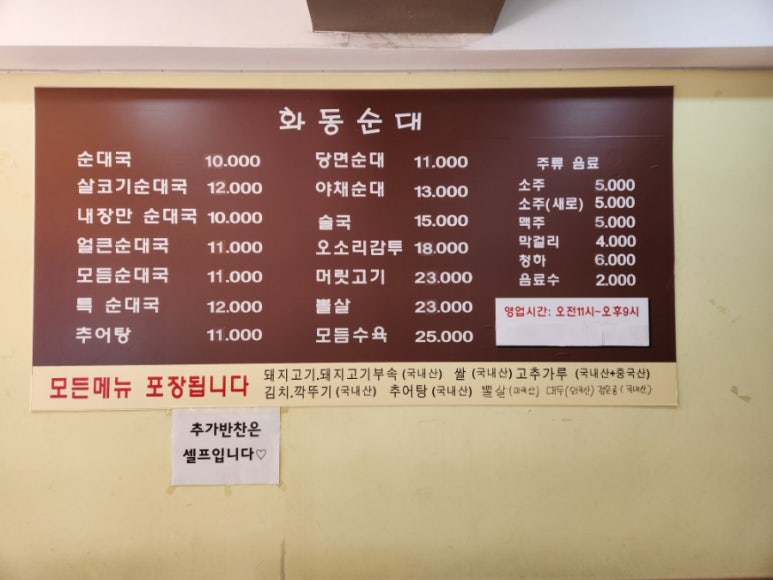 화동순대
순대국 10.000
살코기순대국 12.000
내장만 순대국 10.000
얼큰순대국 11.000
모듬순대국 11.000
특 순대국 12.000
추어탕 11.000
당면순대 11.000
야채순대 13.000
술국 15.000
오소리감투 18.000
머릿고기 23.000
뽈살 23.000
모듬수육 25.000
주류 음료
소주 5.000
소주(새로) 5.000
맥주 5.000
막걸리 4.000
청하 6.000
음료수 2.000
영업시간: 오전11시~오후9시
모든메뉴 포장됩니다
돼지고기.돼지고기부속(국내산) 쌀 (국내산) 고추가루 (국내산+중국산)
김치.깍뚜기(국내산) 추어탕(국내산) 뽈살(미국산) 대두(외국산) (국내산)
추가반찬은
셀프입니다♡